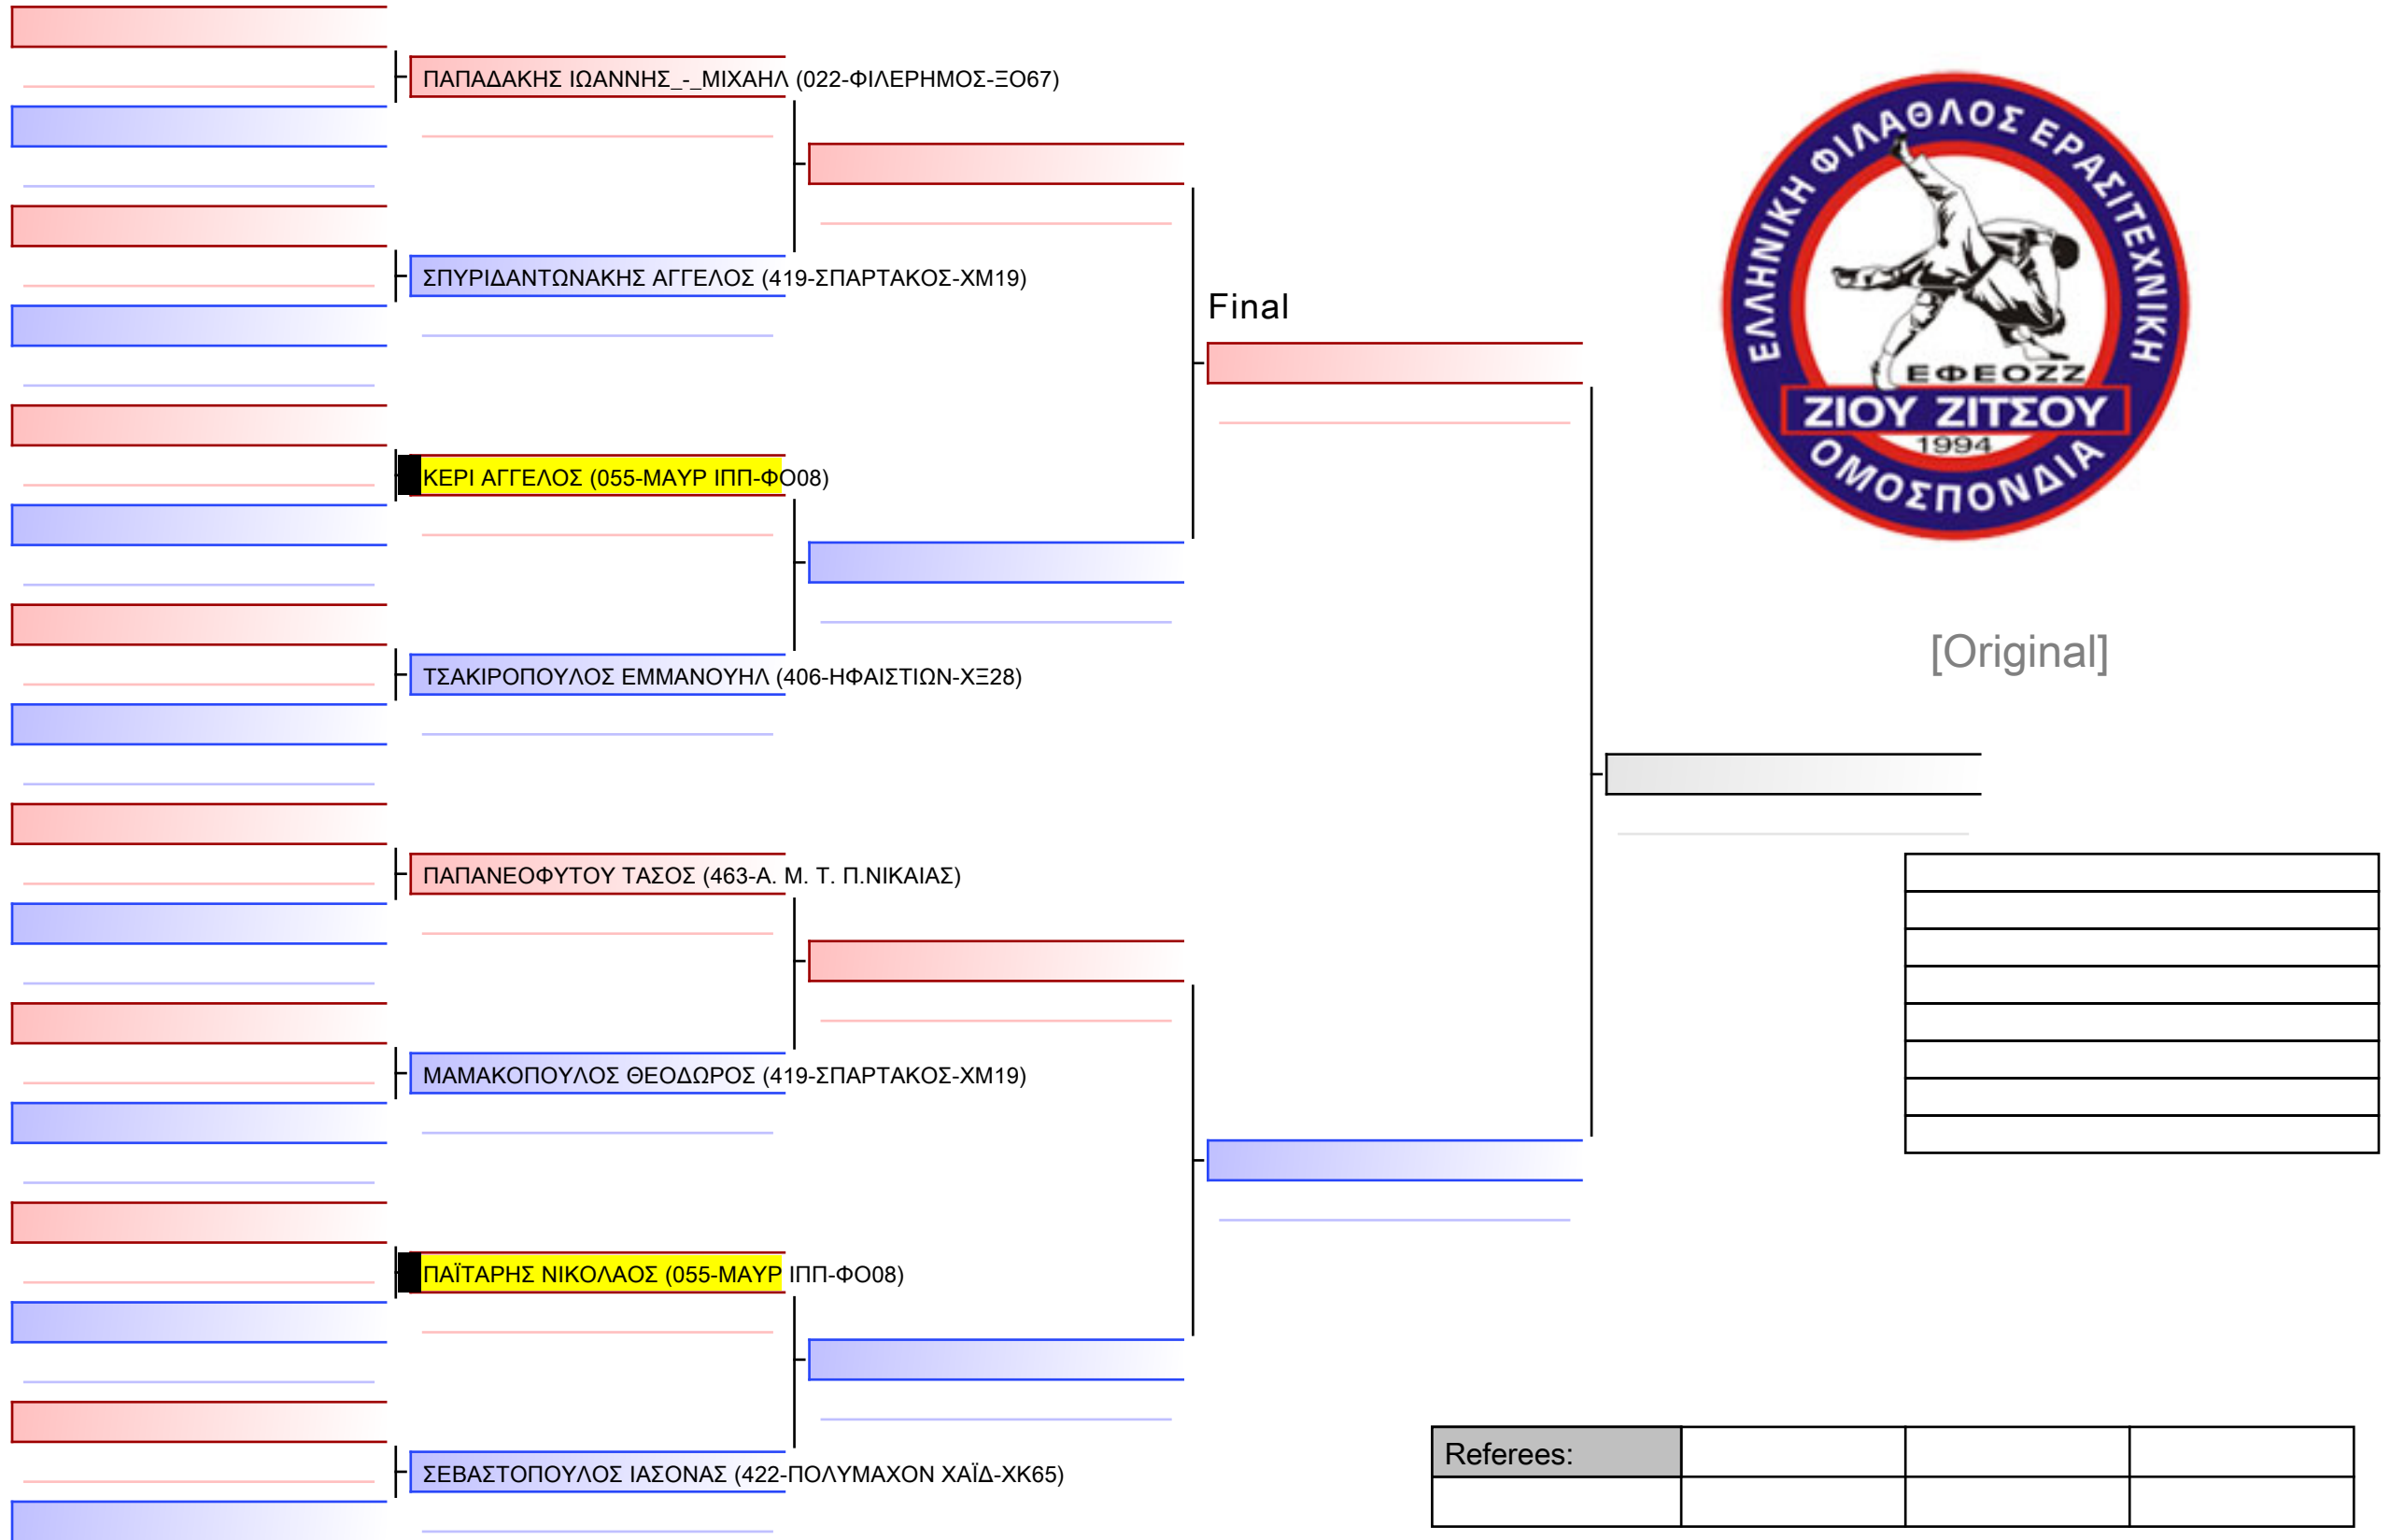 ΠΑΠΑΔΑΚΗΣ ΙΩΑΝΝΗΣ_-_ΜΙΧΑΗΛ (022-ΦΙΛΕΡΗΜΟΣ-ΞΟ67)
ΣΠΥΡΙΔΑΝΤΩΝΑΚΗΣ ΑΓΓΕΛΟΣ (419-ΣΠΑΡΤΑΚΟΣ-ΧΜ19)
ΚΕΡΙ ΑΓΓΕΛΟΣ (055-ΜΑΥΡ ΙΠΠ-ΦΟ08)
ΤΣΑΚΙΡΟΠΟΥΛΟΣ ΕΜΜΑΝΟΥΗΛ (406-ΗΦΑΙΣΤΙΩΝ-ΧΞ28)
ΠΑΠΑΝΕΟΦΥΤΟΥ ΤΑΣΟΣ (463-Α. Μ. Τ. Π.ΝΙΚΑΙΑΣ)
ΜΑΜΑΚΟΠΟΥΛΟΣ ΘΕΟΔΩΡΟΣ (419-ΣΠΑΡΤΑΚΟΣ-ΧΜ19)
ΠΑΪΤΑΡΗΣ ΝΙΚΟΛΑΟΣ (055-ΜΑΥΡ ΙΠΠ-ΦΟ08)
ΣΕΒΑΣΤΟΠΟΥΛΟΣ ΙΑΣΟΝΑΣ (422-ΠΟΛΥΜΑΧΟΝ ΧΑΪΔ-ΧΚ65)
Final
ΕΛΛΗΝΙΚΗ ΦΙΛΑΘΛΟΣ ΕΡΑΣΙΤΕΧΝΙΚΗ
ΕΦΕΟΖΖ
ΖΙΟΥ ΖΙΤΣΟΥ
1994
ΟΜΟΣΠΟΝΔΙΑ
[Original]
Referees: